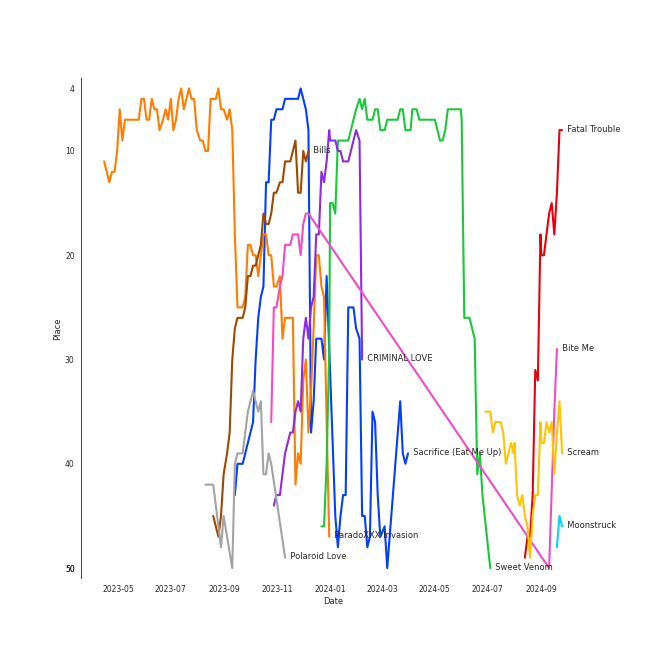 4
10
20
30
40
50
Place
Fatal Trouble
Bills
Bite Me
CRIMINAL LOVE
Sacrifice (Eat Me Up)
Scream
Moonstruck
ParadoXXX Invasion
Polaroid Love
Sweet Venom
2023-05
2023-07
2023-09
2023-11
2024-01
2024-03
2024-05
2024-07
2024-09
Date